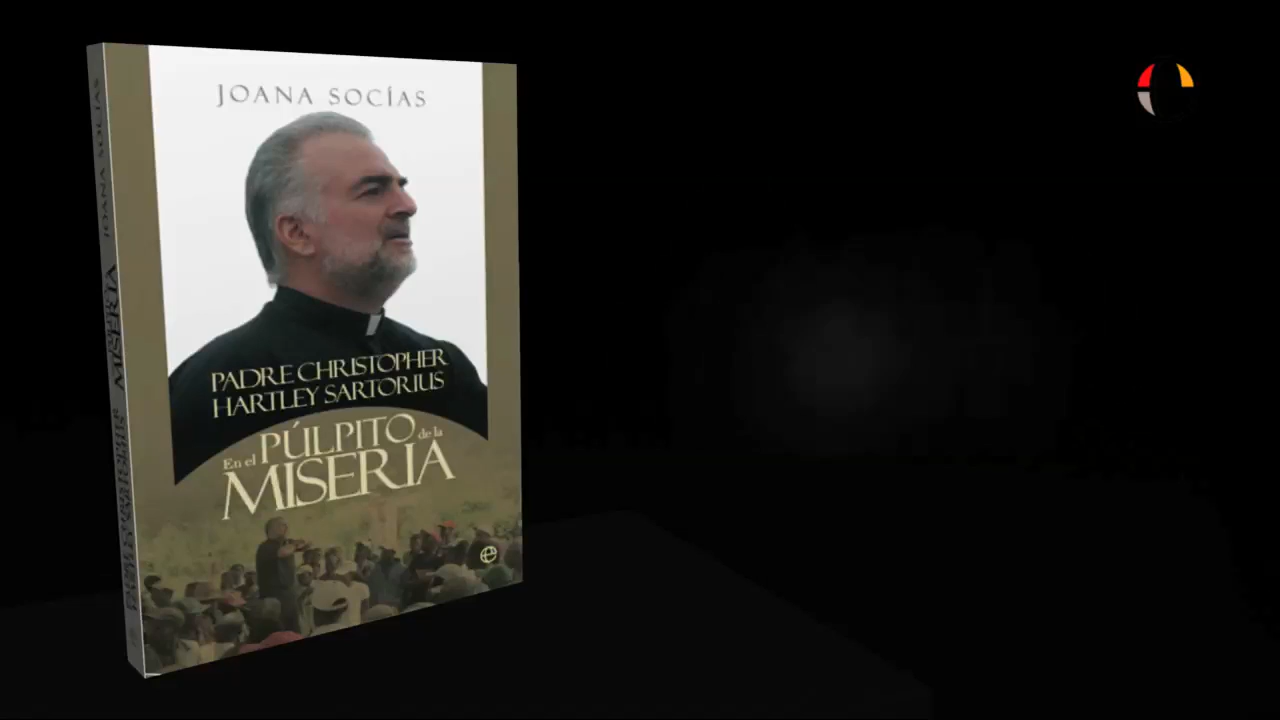 JOANA SOCÍAS
PADRE CHRISTOPHER
HARTLEY SARTORIUS
En el PÚLPITO de la
MISERIA
JOANA SOCÍAS
MISERIA